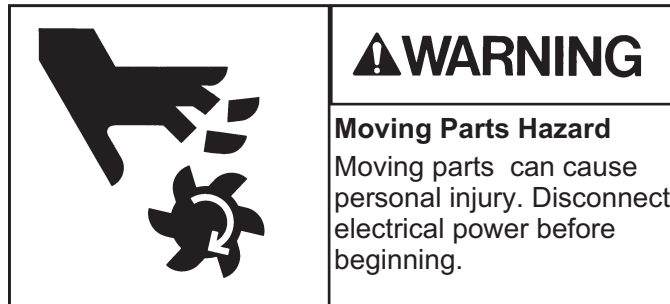 WARNING
Moving Parts Hazard
Moving parts can cause
personal injury. Disconnect
electrical power before
beginning.